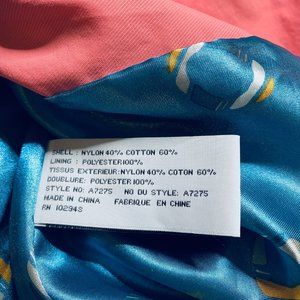 SHELL : NYLON 40% COTTON 60%
LINING : POLYESTER100%
TISSUS EXTERIEUR:NYLON 40% COTON 60%
DOUBLURE: POLYESTER100%
STYLE NO: A7275 NO DU STYLE: A7275
MADE IN CHINA FABRIQUE EN CHINE
RN 102948